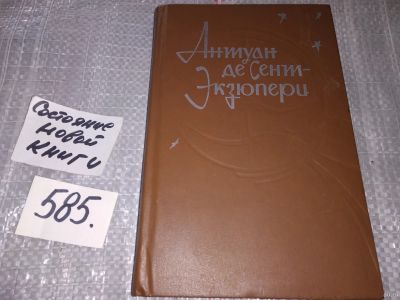 Антуан
де Сент-
Экзюпери
Состояние
новой
книги
585.